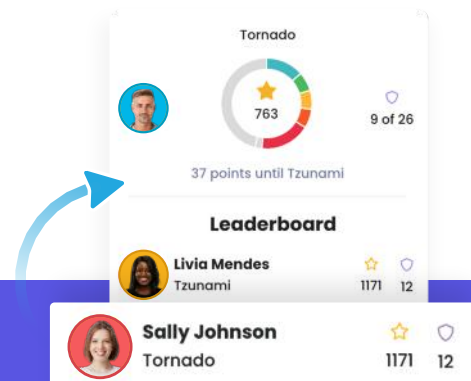 Tornado
763
9 of 26
37 points until Tzunami
Leaderboard
Livia Mendes
Tzunami
1171 12
Sally Johnson
Tornado
1171 12